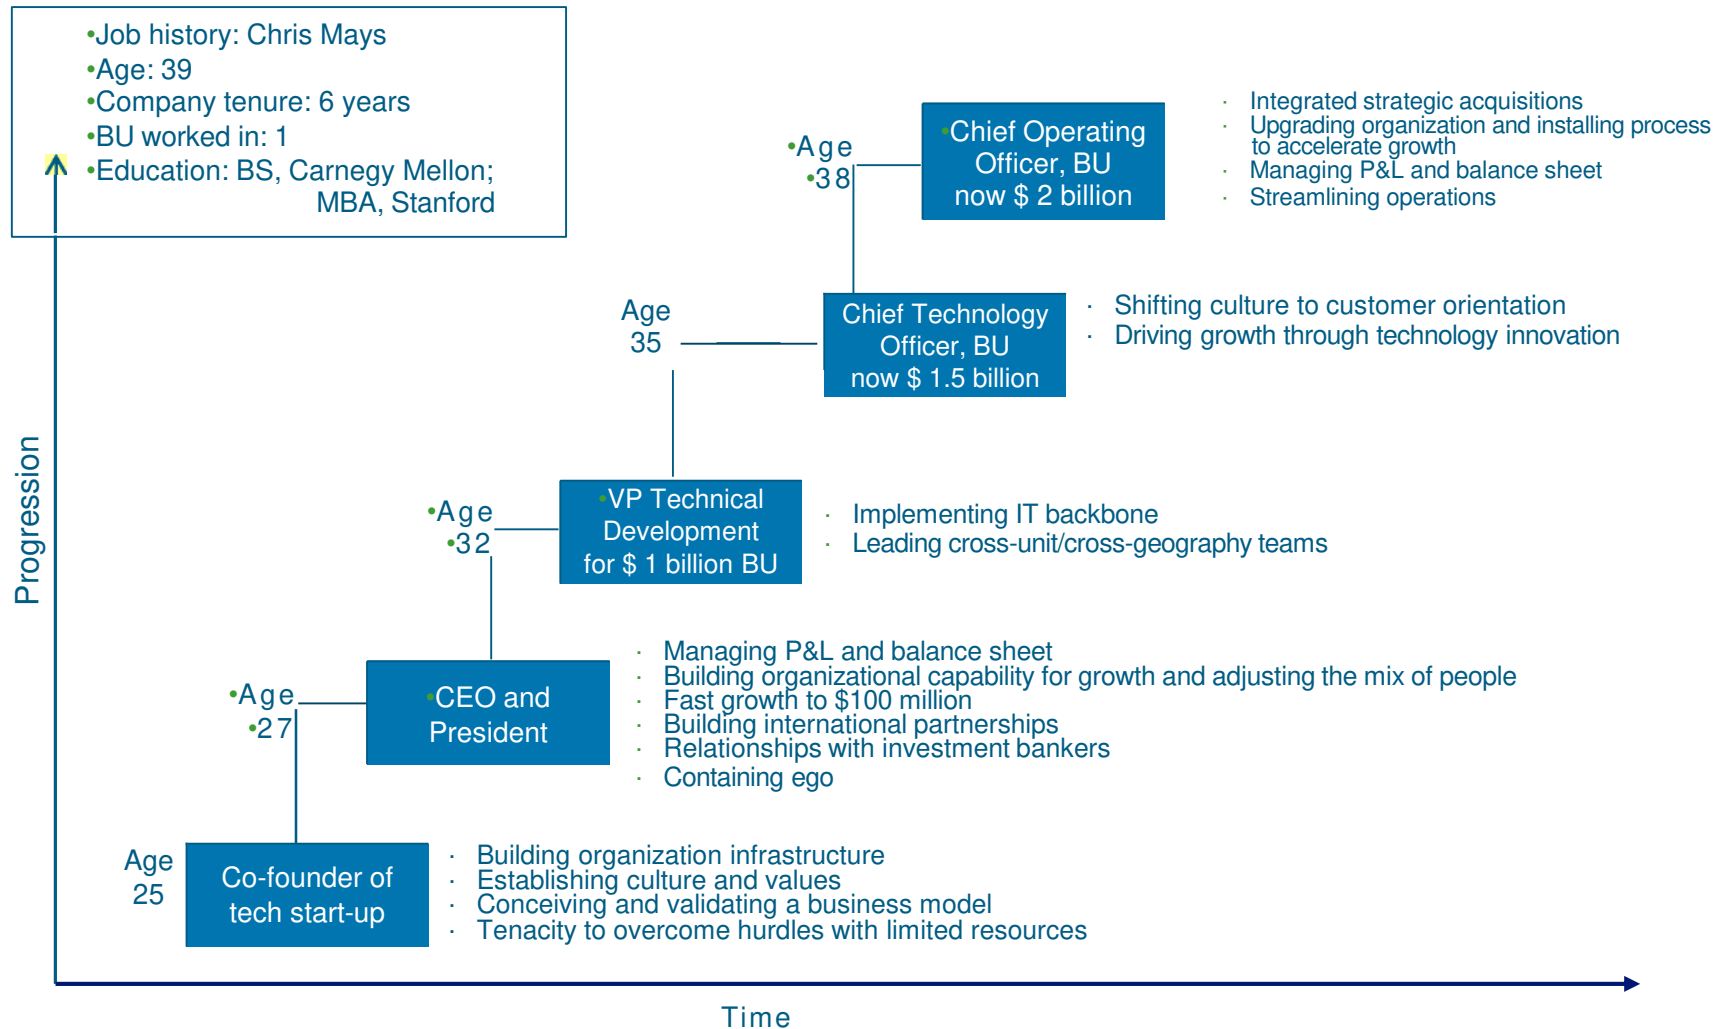 •Job history: Chris Mays
•Age: 39
•Company tenure: 6 years
•BU worked in: 1
•Education: BS, Carnegy Mellon;
MBA, Stanford
•Age
•38
•Chief Operating
Officer, BU
now $ 2 billion
· Integrated strategic acquisitions
· Upgrading organization and installing process
to accelerate growth
· Managing P&L and balance sheet
· Streamlining operations
Age
35
Chief Technology
Officer, BU
now $ 1.5 billion
· Shifting culture to customer orientation
· Driving growth through technology innovation
•Age
•32
•VP Technical
Development
for $ 1 billion BU
· Implementing IT backbone
· Leading cross-unit/cross-geography teams
•Age
•27
•CEO and
President
· Managing P&L and balance sheet
· Building organizational capability for growth and adjusting the mix of people
· Fast growth to $100 million
· Building international partnerships
· Relationships with investment bankers
· Containing ego
Age
25
Co-founder of
tech start-up
· Building organization infrastructure
· Establishing culture and values
· Conceiving and validating a business model
· Tenacity to overcome hurdles with limited resources
Progression
Time